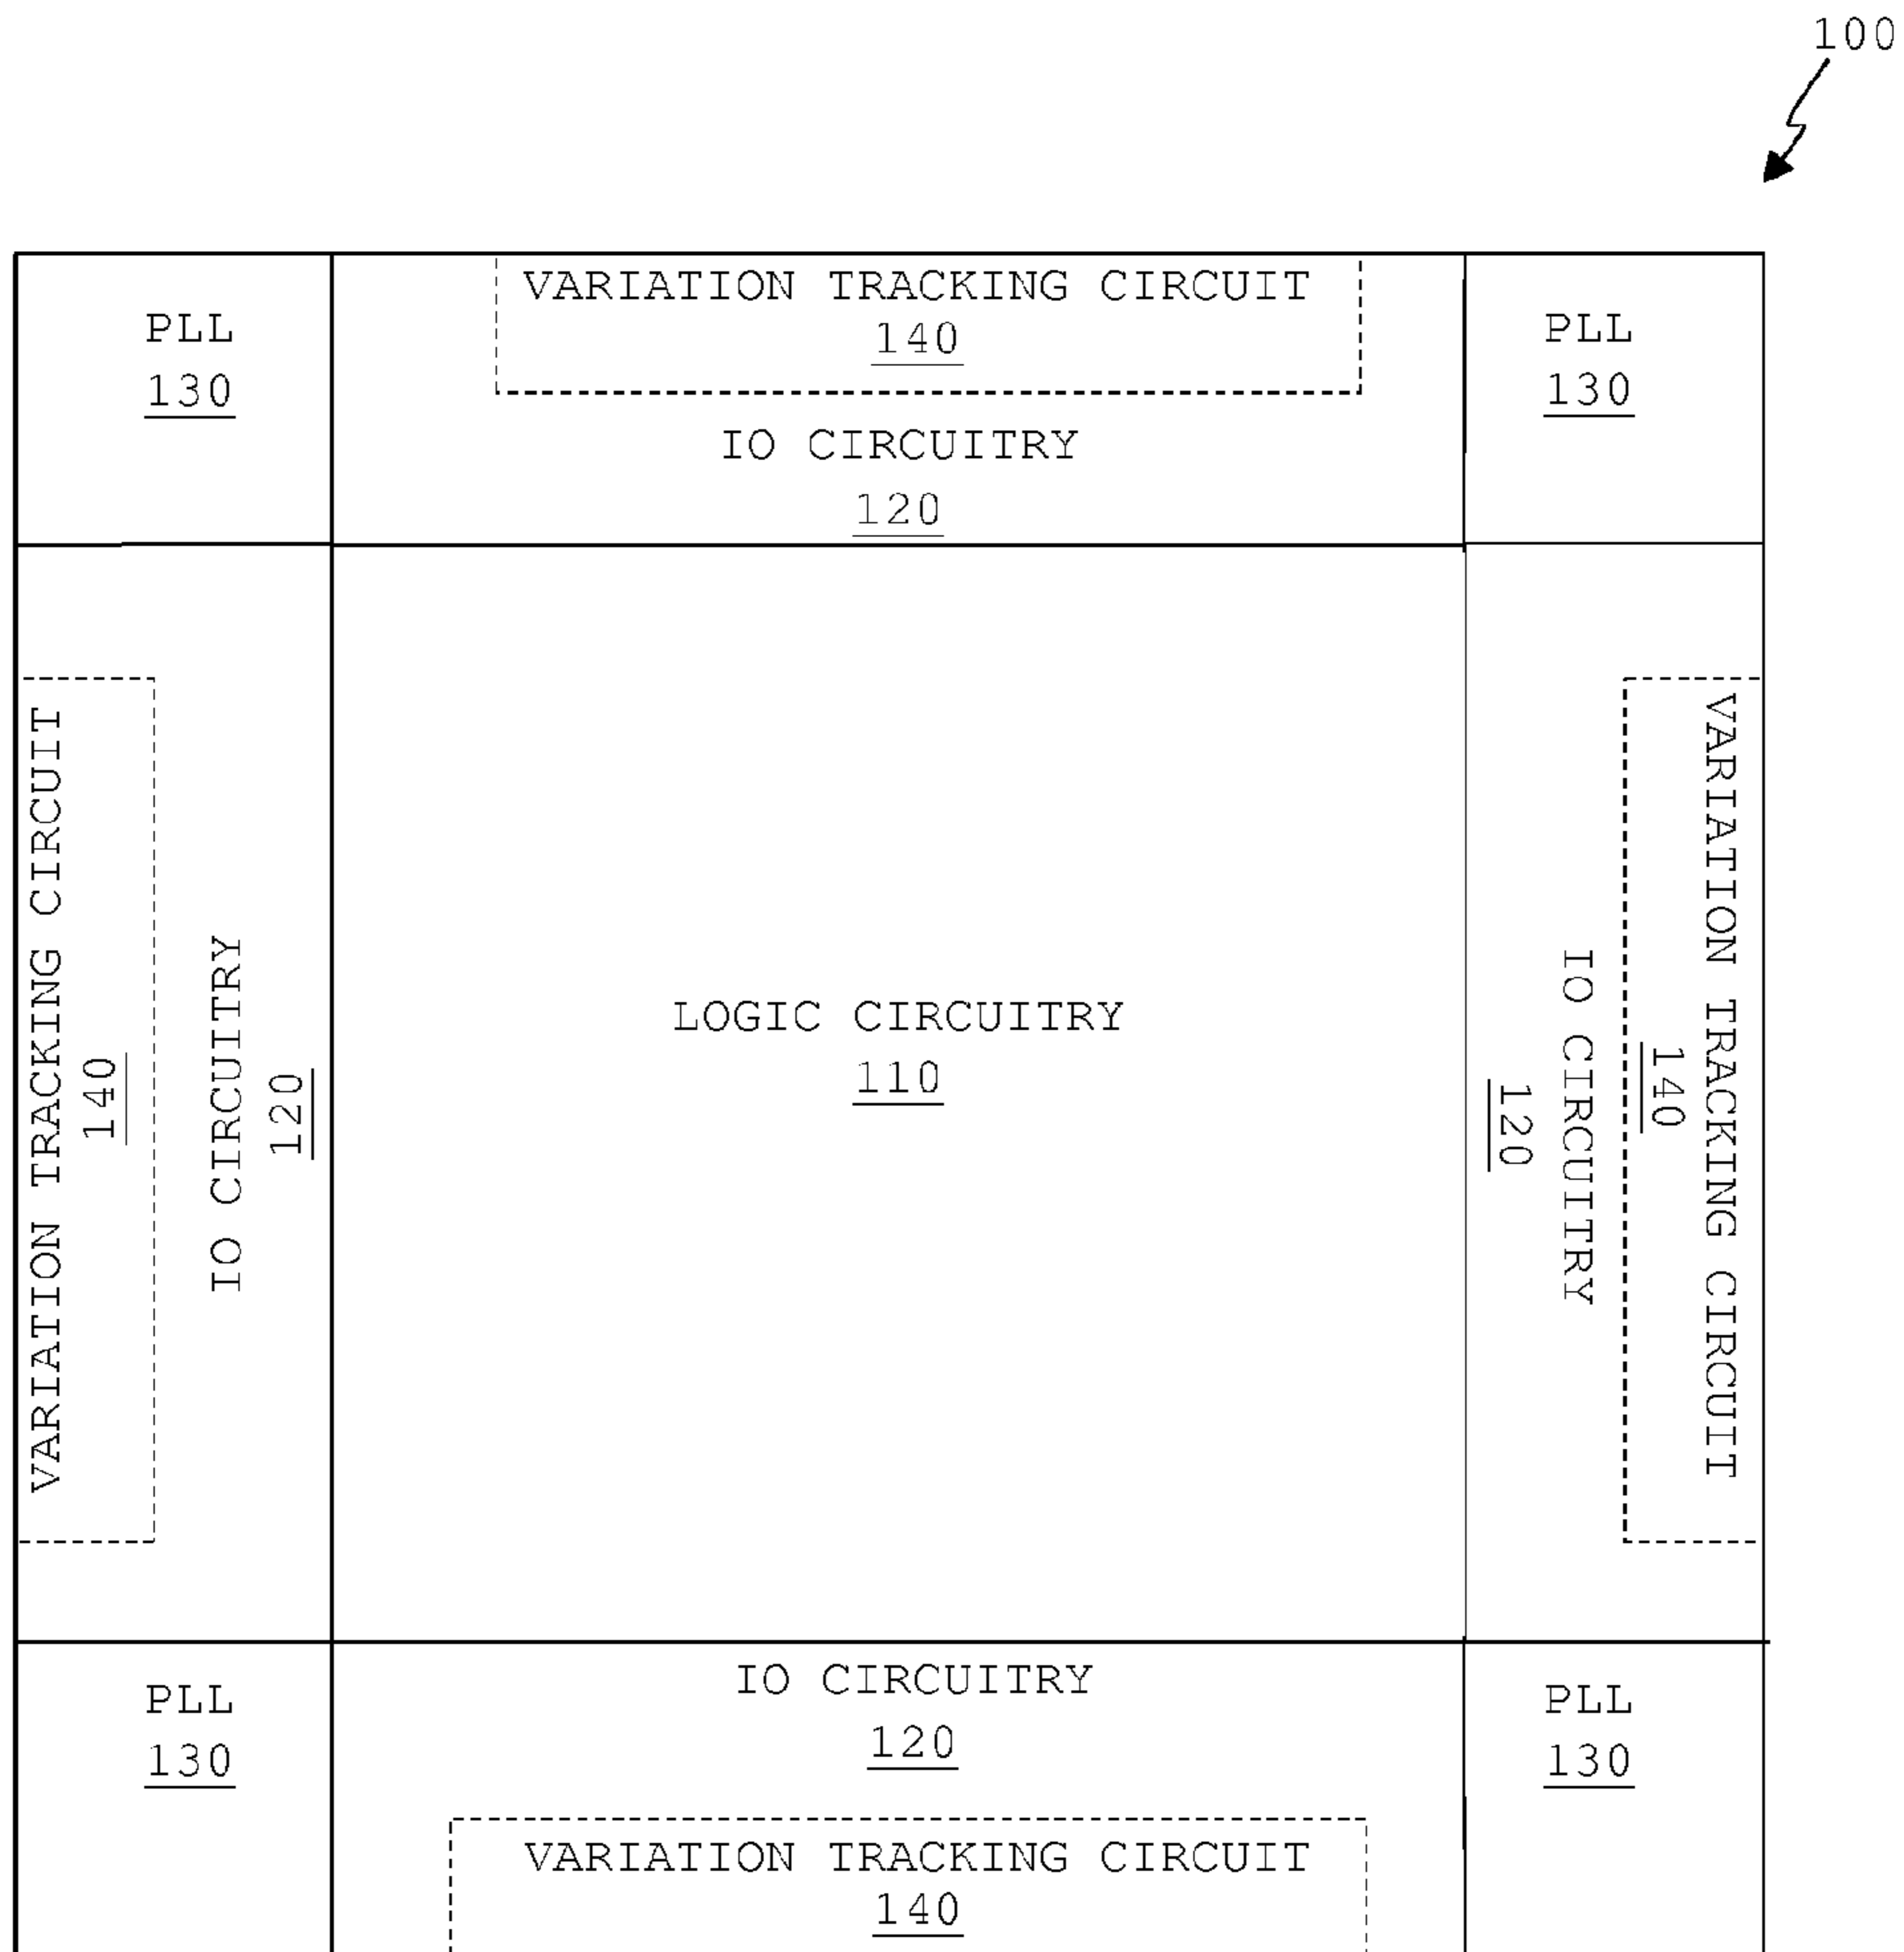 100
PLL
130
VARIATION TRACKING CIRCUIT
140
IO CIRCUITRY
120
PLL
130
VARIATION TRACKING CIRCUIT
140
IO CIRCUITRY
120
LOGIC CIRCUITRY
110
120
IO CIRCUITRY
140
VARIATION TRACKING CIRCUIT
PLL
130
IO CIRCUITRY
120
VARIATION TRACKING CIRCUIT
140
PLL
130